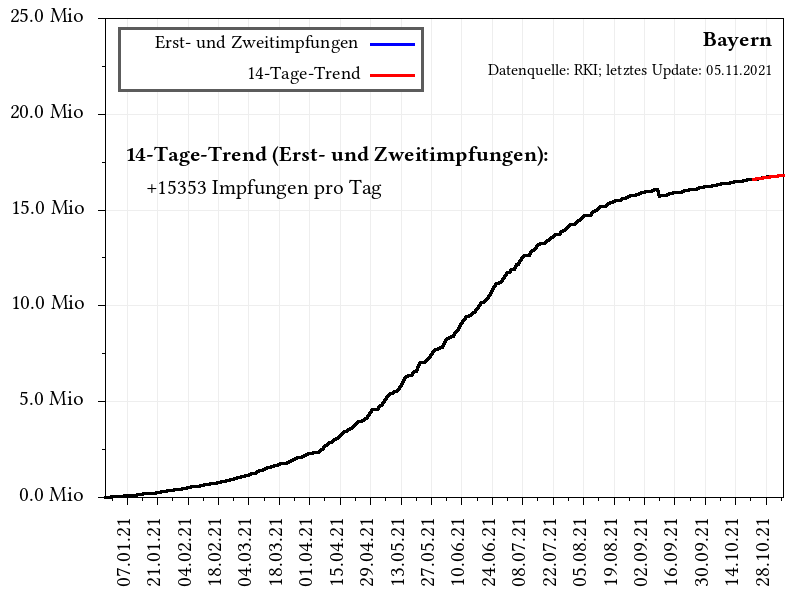 25.0 Mio
20.0 Mio
15.0 Mio
10.0 Mio
5.0 Mio
0.0 Mio
Erst- und Zweitimpfungen
14-Tage-Trend
Bayern
Datenquelle: RKI; letztes Update: 05.11.2021
14-Tage-Trend (Erst- und Zweitimpfungen):
+15353 Impfungen pro Tag
07.01.21
21.01.21
04.02.21
18.02.21
04.03.21
18.03.21
01.04.21
15.04.21
29.04.21
13.05.21
27.05.21
10.06.21
24.06.21
08.07.21
22.07.21
05.08.21
19.08.21
02.09.21
16.09.21
30.09.21
14.10.21
28.10.21